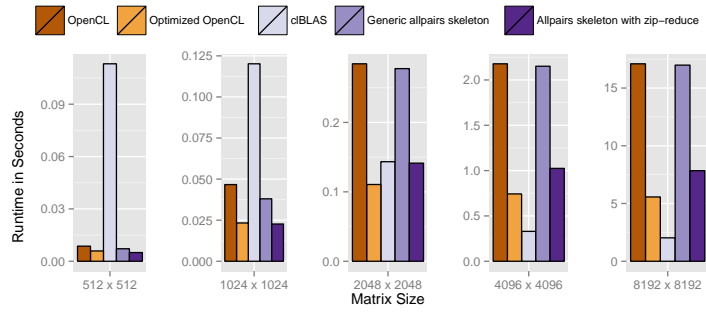 OpenCL Optimized OpenCL clBLAS Generic allpairs skeleton Allpairs skeleton with zip−reduce
Runtime in Seconds
0.09
0.06
0.03
0.00
512 x 512
0.125
0.100
0.075
0.050
0.025
0.000
1024 x 1024
0.2
0.1
0.0
2048 x 2048
2.0
1.5
1.0
0.5
0.0
4096 x 4096
15
10
5
0
8192 x 8192
Matrix Size